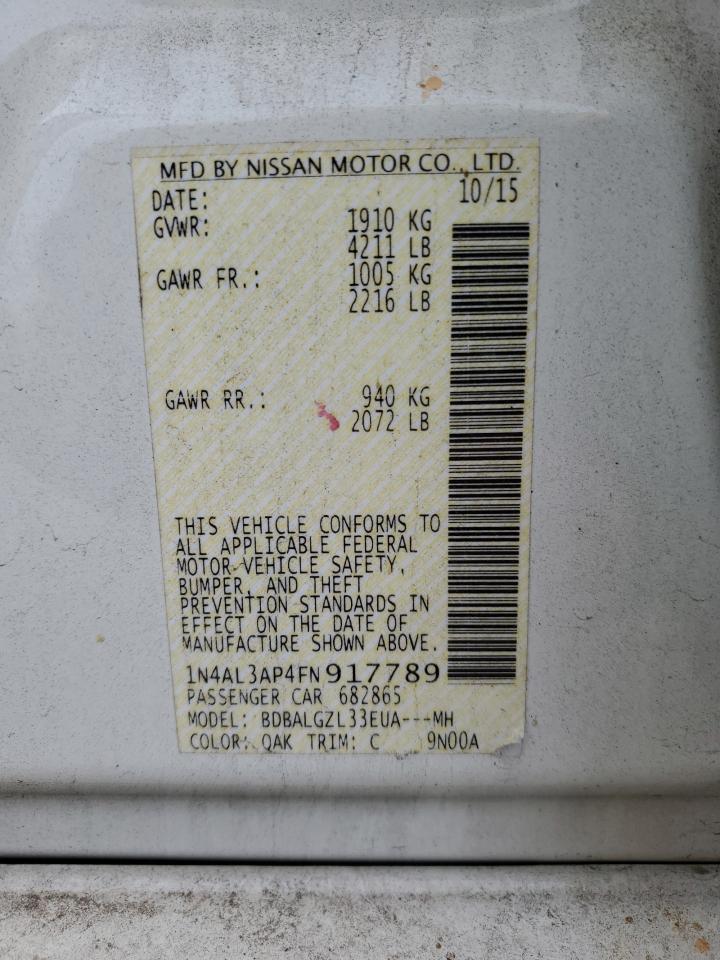 MFD BY NISSAN MOTOR CO., LTD.
DATE: 10/15
GVWR: 1910 KG
4211 LB
GAWR FR.: 1005 KG
2216 LB
GAWR RR.: 940 KG
2072 LB
THIS VEHICLE CONFORMS TO
ALL APPLICABLE FEDERAL
MOTOR VEHICLE SAFETY,
BUMPER, AND THEFT
PREVENTION STANDARDS IN
EFFECT ON THE DATE OF
MANUFACTURE SHOWN ABOVE.
1N4AL3AP4FN917789
PASSENGER CAR 682865
MODEL: BDBALGZL33EUA---MH
COLOR: QAK TRIM: C 9N00A